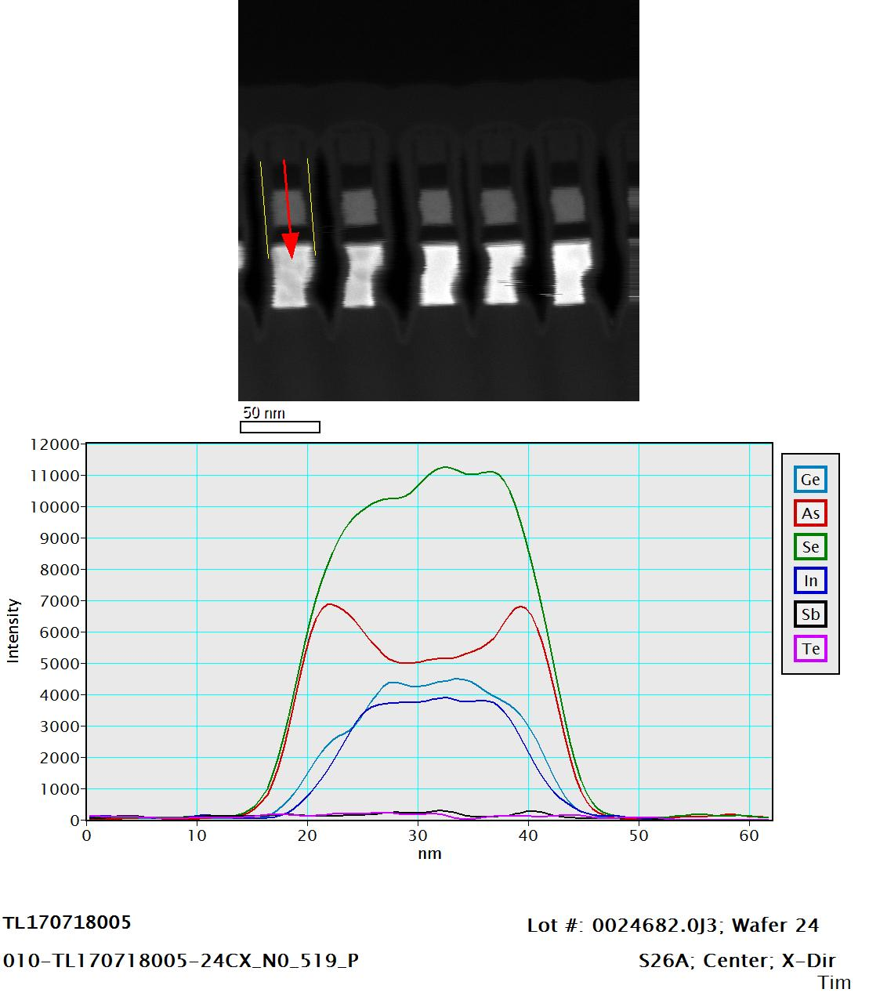 50 nm
12000
11000
10000
9000
8000
7000
6000
5000
4000
3000
2000
1000
0
Intensity
0 10 20 30 40 50 60
nm
Ge
As
Se
In
Sb
Te
TL170718005
Lot #: 0024682.0J3; Wafer 24
010-TL170718005-24CX_N0_519_P
S26A; Center; X-Dir
Tim